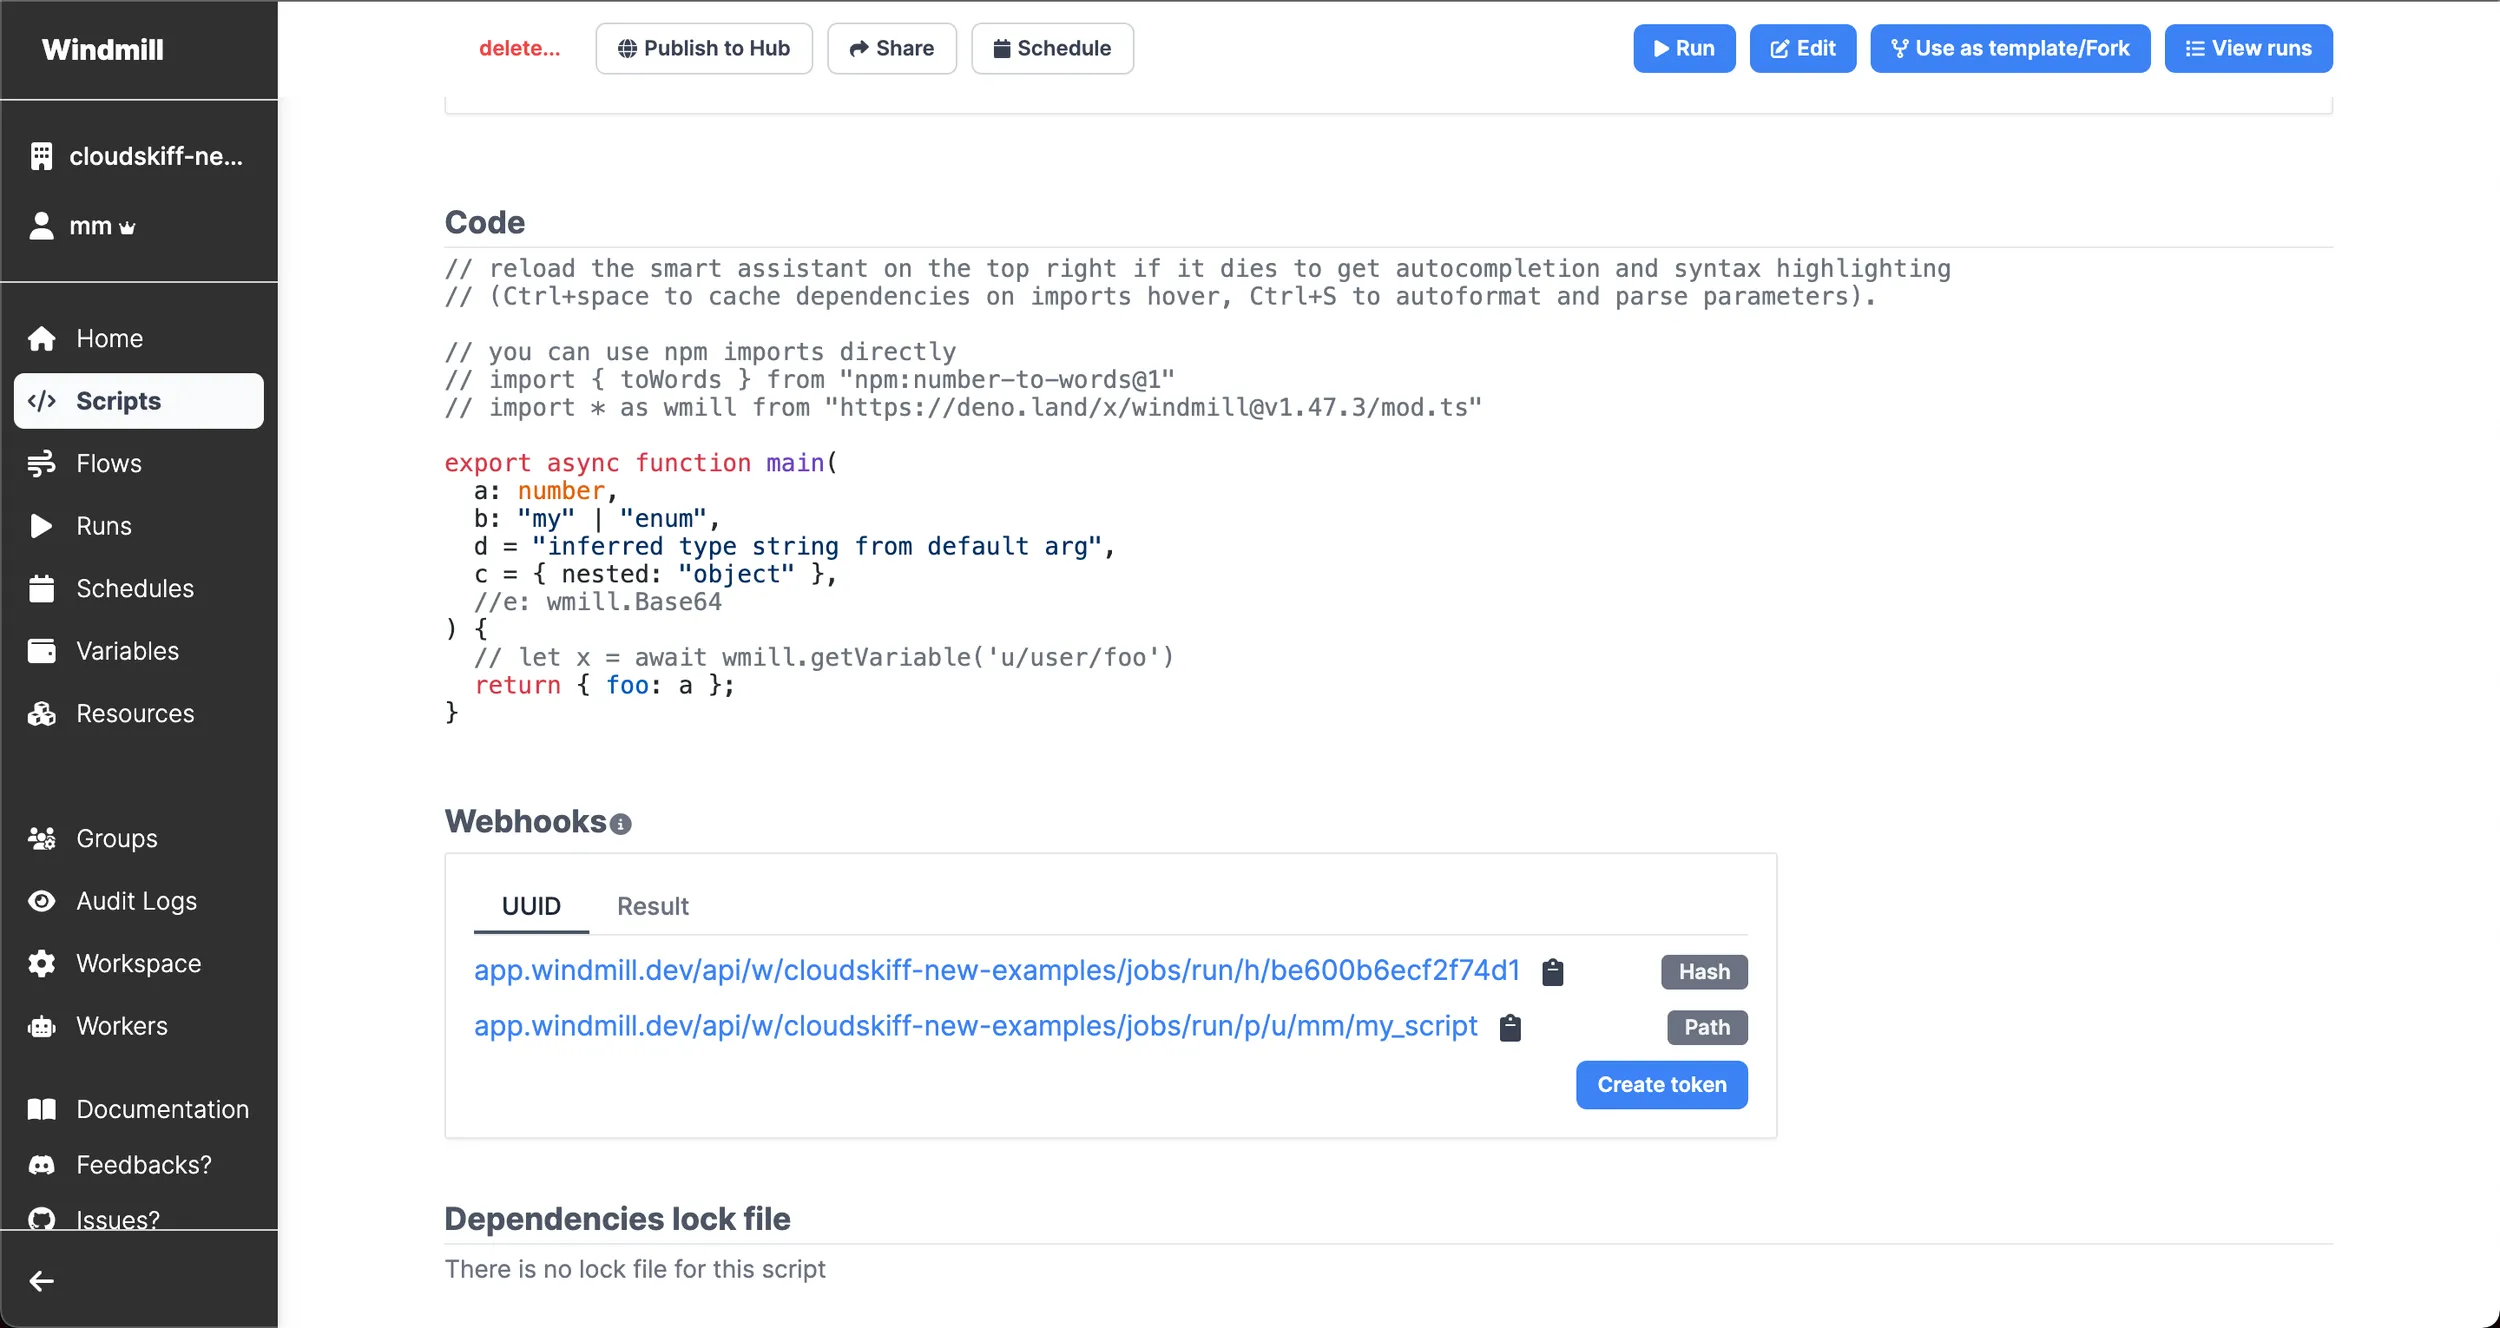 Windmill
delete...
Publish to Hub
Share
Schedule
Run
Edit
Use as template/Fork
View runs
cloudskiff-ne...
mm
Home
Scripts
Flows
Runs
Schedules
Variables
Resources
Groups
Audit Logs
Workspace
Workers
Documentation
Feedbacks?
Issues?
Code
// reload the smart assistant on the top right if it dies to get autocompletion and syntax highlighting
// (Ctrl+space to cache dependencies on imports hover, Ctrl+S to autoformat and parse parameters).
// you can use npm imports directly
// import { toWords } from "npm:number-to-words@1"
// import * as wmill from "https://deno.land/x/windmill@v1.47.3/mod.ts"
export async function main(
  a: number,
  b: "my" | "enum",
  d = "inferred type string from default arg",
  c = { nested: "object" },
  //e: wmill.Base64
) {
  // let x = await wmill.getVariable('u/user/foo')
  return { foo: a };
}
Webhooks
UUID Result
app.windmill.dev/api/w/cloudskiff-new-examples/jobs/run/h/be600b6ecf2f74d1 Hash
app.windmill.dev/api/w/cloudskiff-new-examples/jobs/run/p/u/mm/my_script Path
Create token
Dependencies lock file
There is no lock file for this script